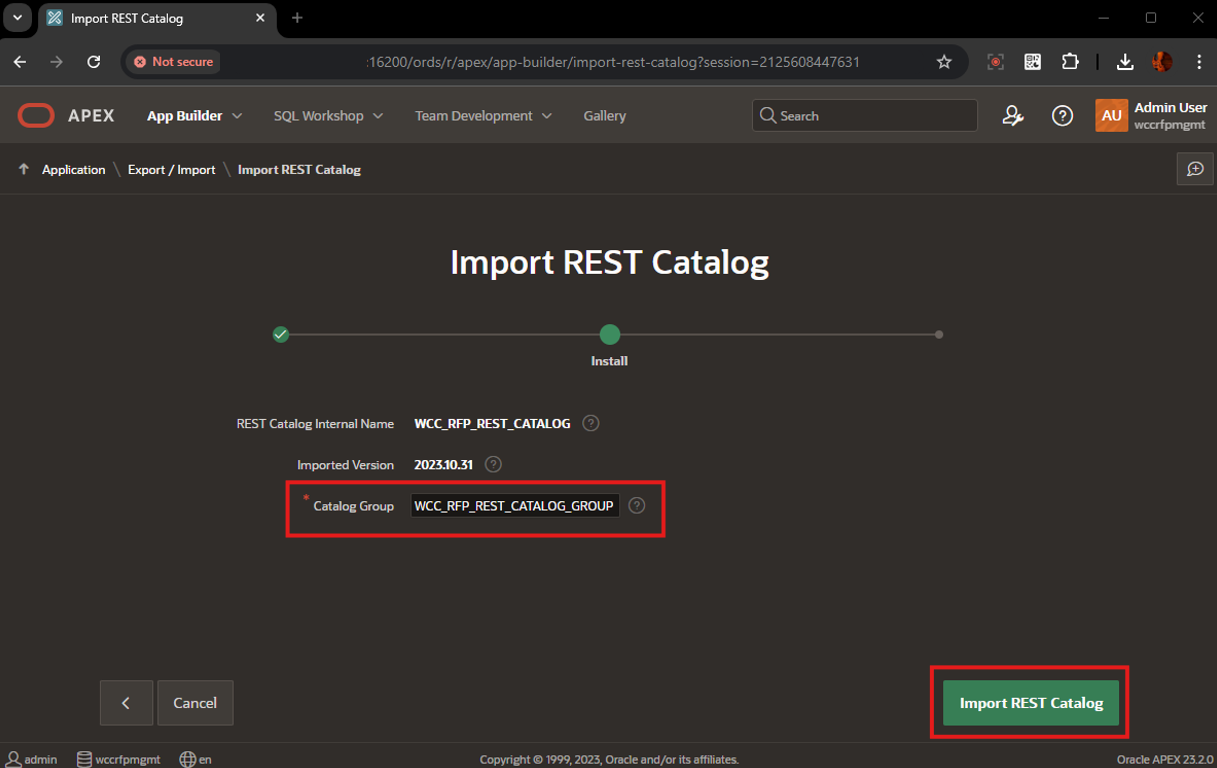 Import REST Catalog
Not secure :16200/ords/r/apex/app-builder/import-rest-catalog?session=2125608447631
APEX App Builder SQL Workshop Team Development Gallery Search AU Admin User
wccrfpmgmt
Application \ Export / Import \ Import REST Catalog
Import REST Catalog
Install
REST Catalog Internal Name WCC_RFP_REST_CATALOG ?
Imported Version 2023.10.31 ?
* Catalog Group WCC_RFP_REST_CATALOG_GROUP ?
< Cancel Import REST Catalog
admin wccrfpmgmt en Copyright © 1999, 2023, Oracle and/or its affiliates. Oracle APEX 23.2.0